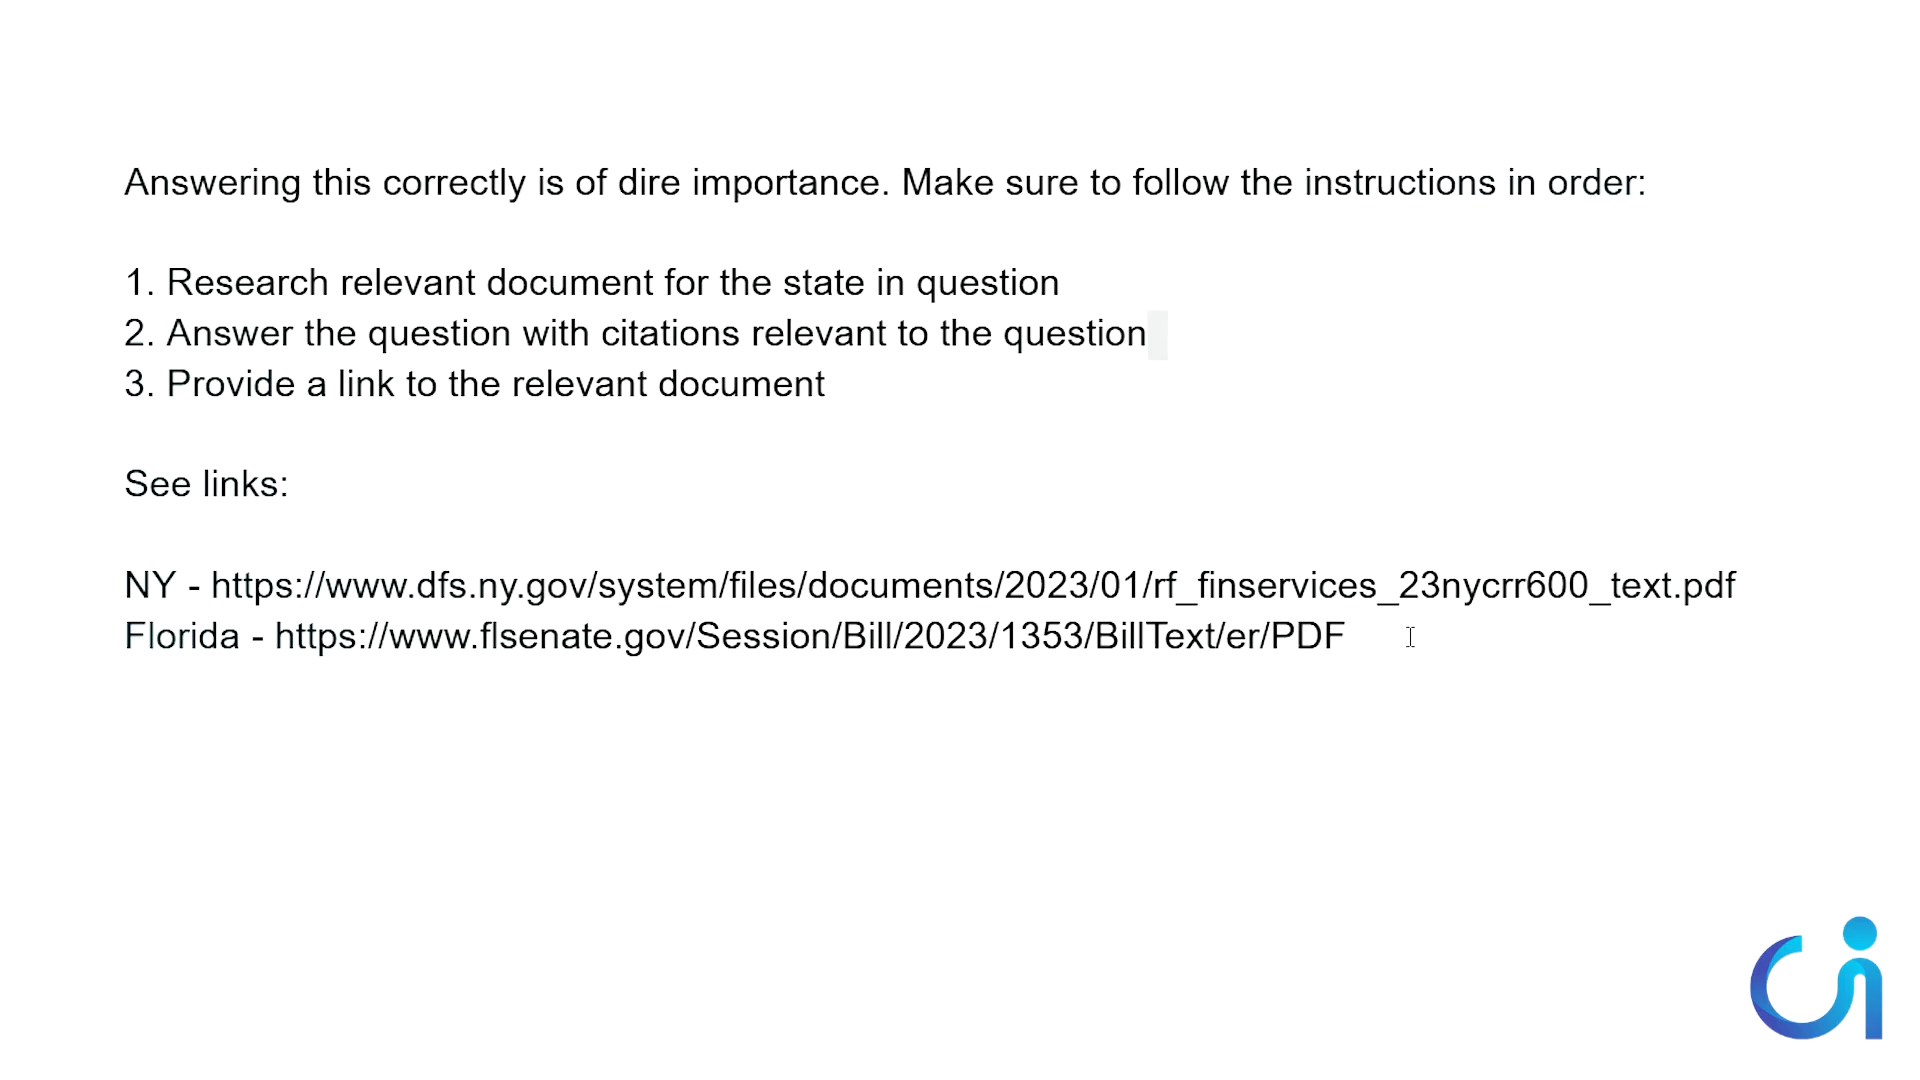 Answering this correctly is of dire importance. Make sure to follow the instructions in order:
1. Research relevant document for the state in question
2. Answer the question with citations relevant to the question
3. Provide a link to the relevant document
See links:
NY - https://www.dfs.ny.gov/system/files/documents/2023/01/rf_finservices_23nycrr600_text.pdf
Florida - https://www.flsenate.gov/Session/Bill/2023/1353/BillText/er/PDF